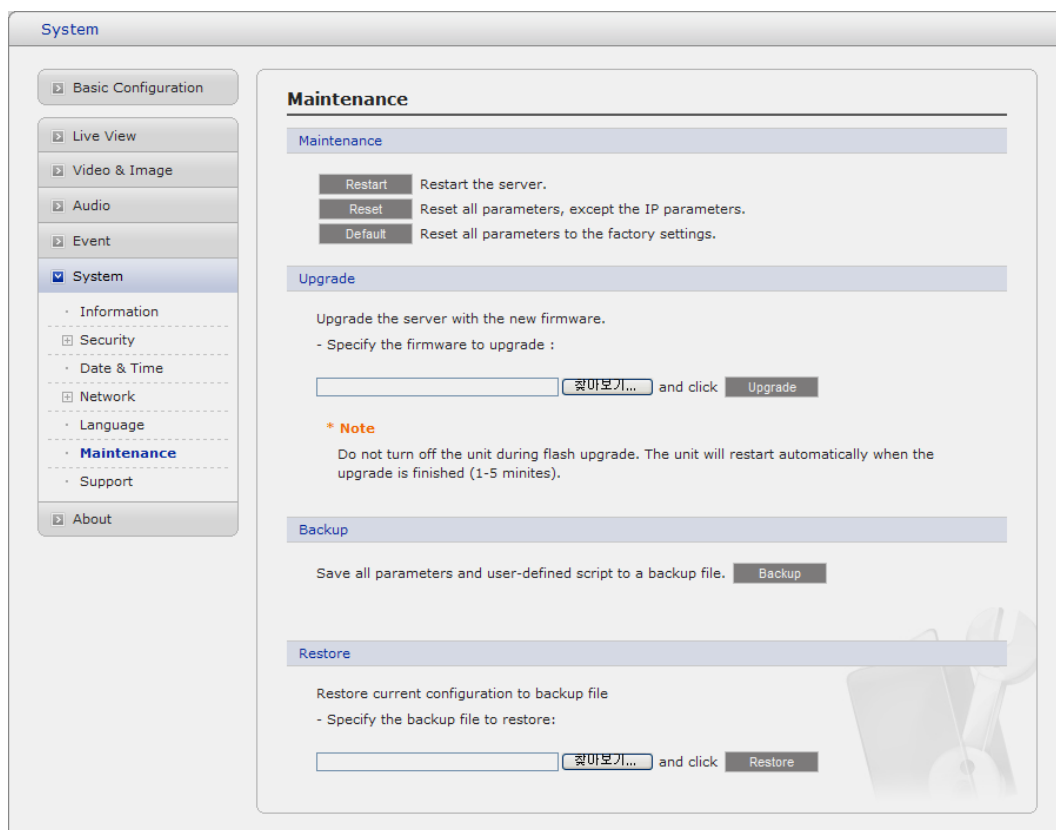 System
Basic Configuration
Live View
Video & Image
Audio
Event
System
· Information
Security
· Date & Time
Network
· Language
· Maintenance
· Support
About
Maintenance
Maintenance
Restart Restart the server.
Reset Reset all parameters, except the IP parameters.
Default Reset all parameters to the factory settings.
Upgrade
Upgrade the server with the new firmware.
- Specify the firmware to upgrade :
찾아보기... and click Upgrade
* Note
Do not turn off the unit during flash upgrade. The unit will restart automatically when the
upgrade is finished (1-5 minites).
Backup
Save all parameters and user-defined script to a backup file. Backup
Restore
Restore current configuration to backup file
- Specify the backup file to restore:
찾아보기... and click Restore